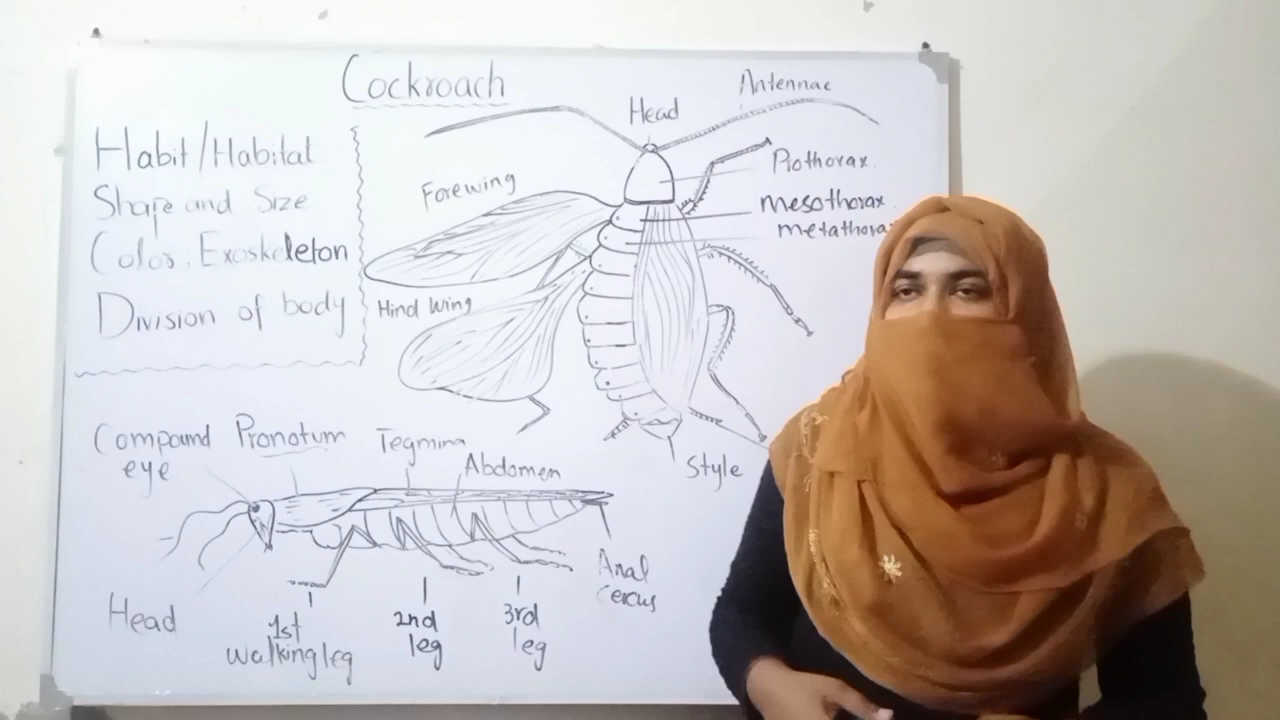 Cockroach
Habit/Habitat
Shape and Size
Color, Exoskeleton
Division of body
Antennae
Head
Prothorax.
Forewing
mesothorax.
metathorax
Hind Wing
Style
Compound
eye
Pronotum
Tegmina
Abdomen
Anal
cercus
Head
1st
walking leg
2nd
leg
3rd
leg